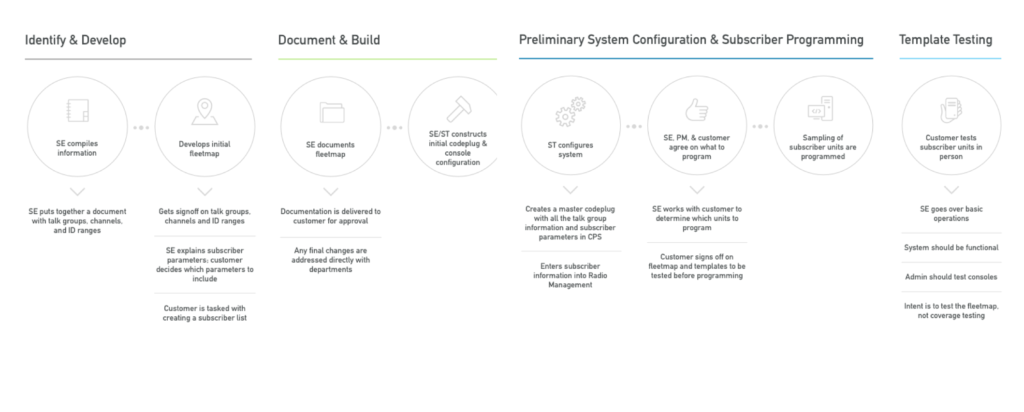 Identify & Develop
SE compiles
information
SE puts together a document
with talk groups, channels,
and ID ranges
Develops initial
fleetmap
Gets signoff on talk groups,
channels and ID ranges
SE explains subscriber
parameters; customer
decides which parameters to
include
Customer is tasked with
creating a subscriber list
Document & Build
SE documents
fleetmap
Documentation is delivered to
customer for approval
Any final changes are
addressed directly with
departments
SE/ST constructs
initial codeplug &
console
configuration
Preliminary System Configuration & Subscriber Programming
ST configures
system
Creates a master codeplug
with all the talk group
information and subscriber
parameters in CPS
Enters subscriber
information into Radio
Management
SE, PM, & customer
agree on what to
program
SE works with customer to
determine which units to
program
Customer signs off on
fleetmap and templates to be
tested before programming
Sampling of
subscriber units are
programmed
Template Testing
Customer tests
subscriber units in
person
SE goes over basic
operations
System should be functional
Admin should test consoles
Intent is to test the fleetmap,
not coverage testing